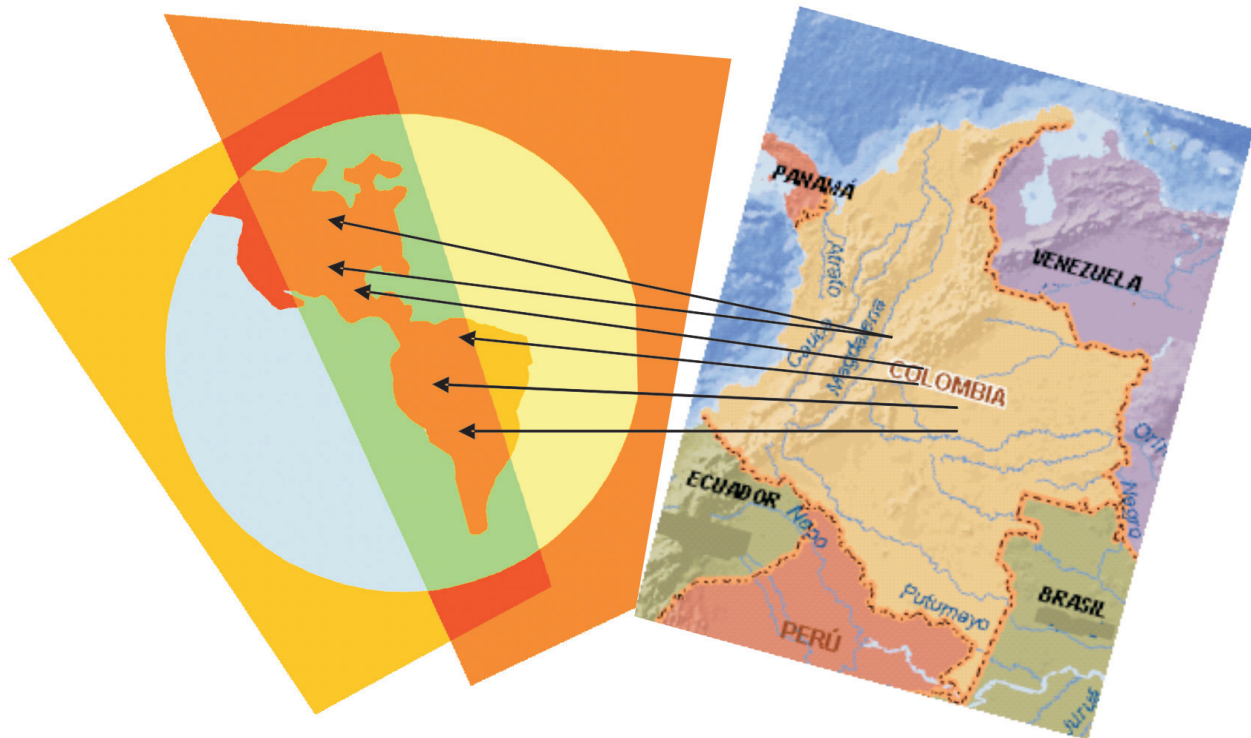 PANAMÁ
VENEZUELA
Atrato
Cauca
Magdalena
COLOMBIA
ECUADOR
Napo
Negro
Putumayo
BRASIL
PERÚ